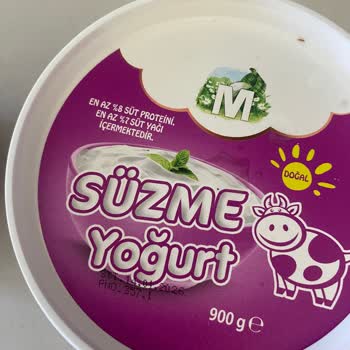 M
EN AZ %8 SÜT PROTEİNİ,
EN AZ %7 SÜT YAĞI
İÇERMEKTEDİR.
DOĞAL
SÜZME
Yoğurt
900 g e